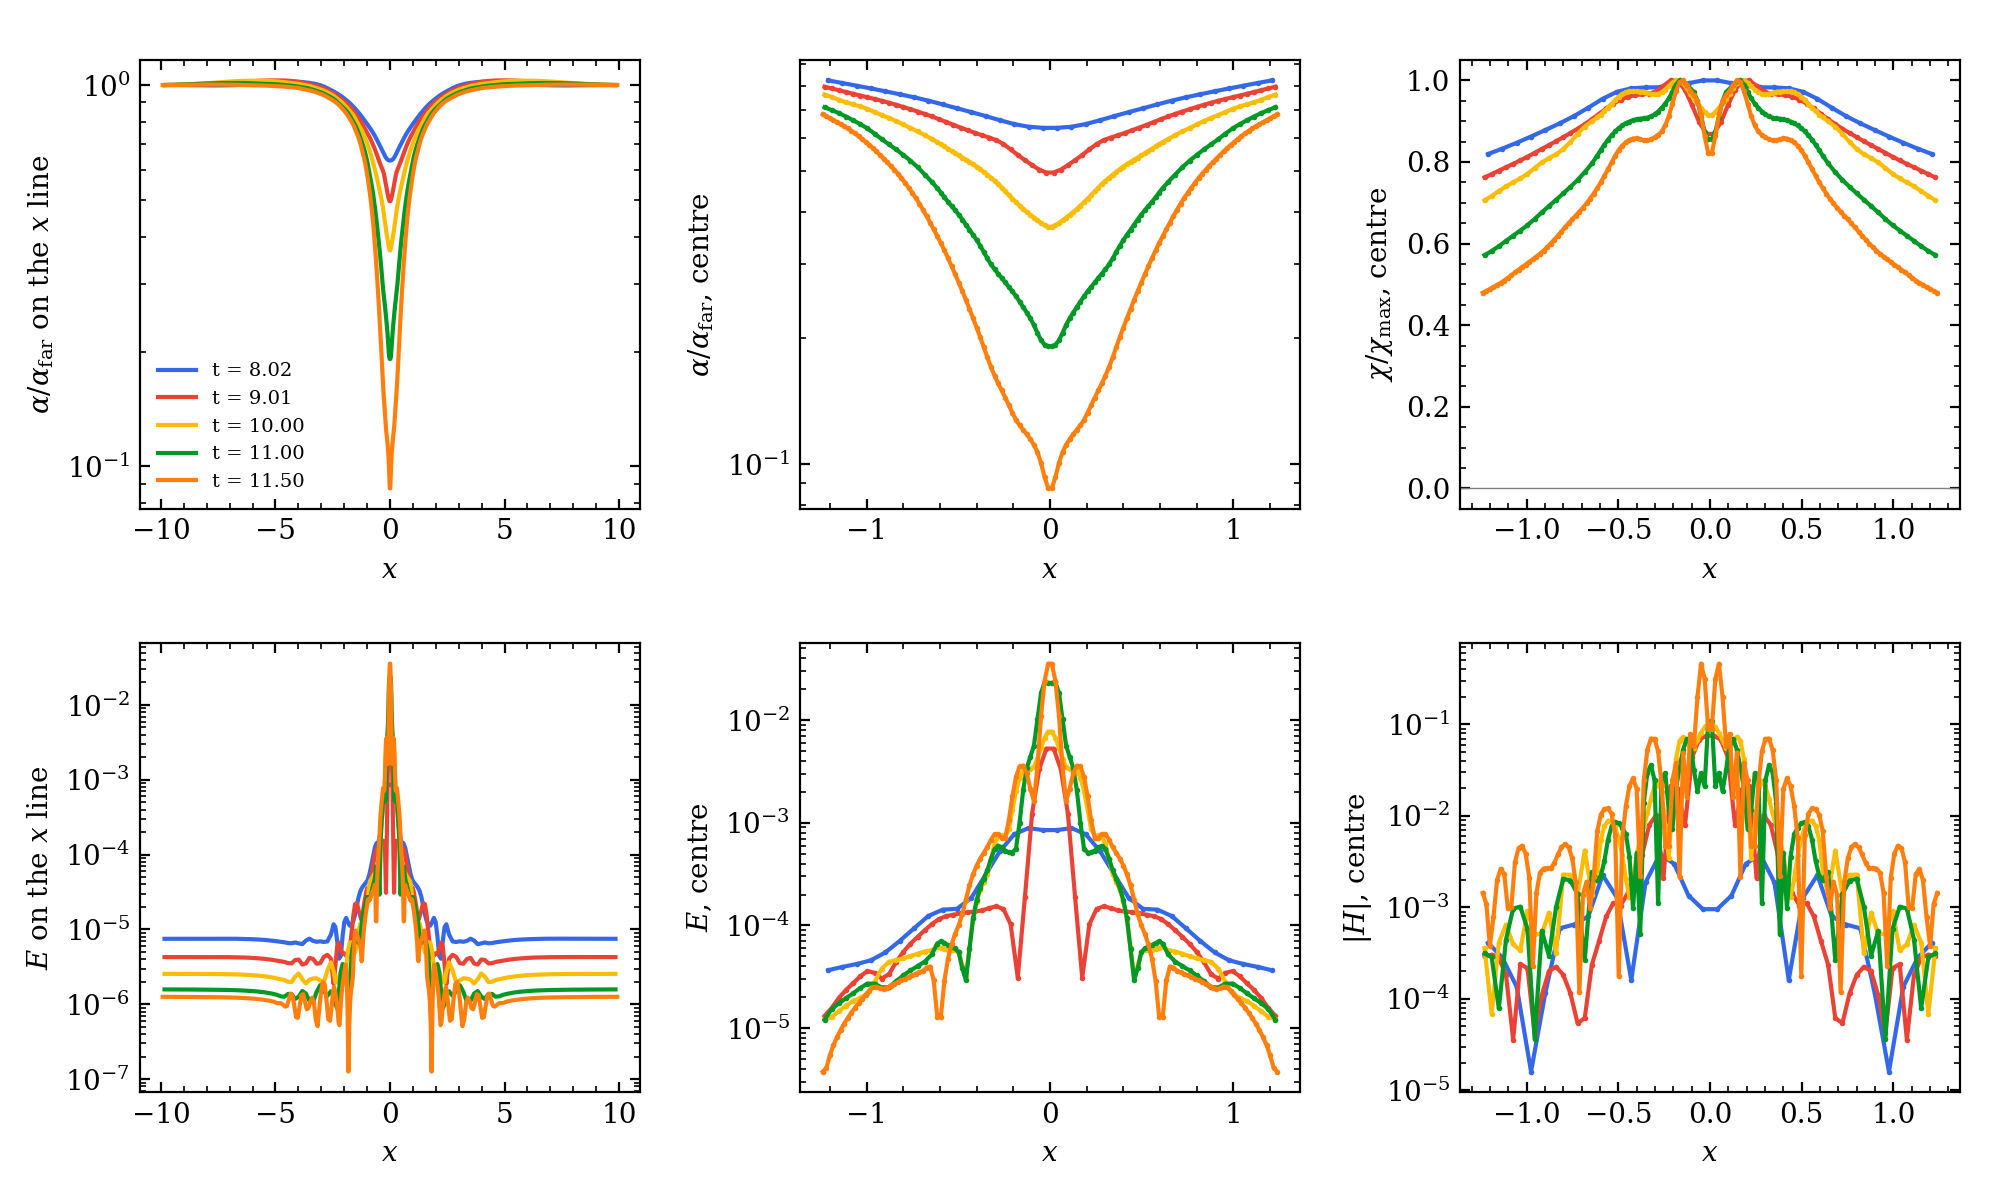 α/α_far on the x line
10^0
10^−1
t = 8.02
t = 9.01
t = 10.00
t = 11.00
t = 11.50
−10 −5 0 5 10
x
α/α_far, centre
10^−1
−1 0 1
x
χ/χ_max, centre
1.0
0.8
0.6
0.4
0.2
0.0
−1.0 −0.5 0.0 0.5 1.0
x
E on the x line
10^−2
10^−3
10^−4
10^−5
10^−6
10^−7
−10 −5 0 5 10
x
E, centre
10^−2
10^−3
10^−4
10^−5
−1 0 1
x
|H|, centre
10^−1
10^−2
10^−3
10^−4
10^−5
−1.0 −0.5 0.0 0.5 1.0
x